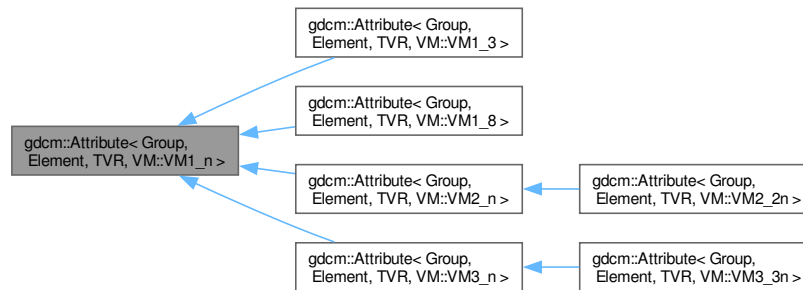 gdcm::Attribute< Group,
Element, TVR, VM::VM1_3 >
gdcm::Attribute< Group,
Element, TVR, VM::VM1_8 >
gdcm::Attribute< Group,
Element, TVR, VM::VM1_n >
gdcm::Attribute< Group,
Element, TVR, VM::VM2_n >
gdcm::Attribute< Group,
Element, TVR, VM::VM2_2n >
gdcm::Attribute< Group,
Element, TVR, VM::VM3_n >
gdcm::Attribute< Group,
Element, TVR, VM::VM3_3n >